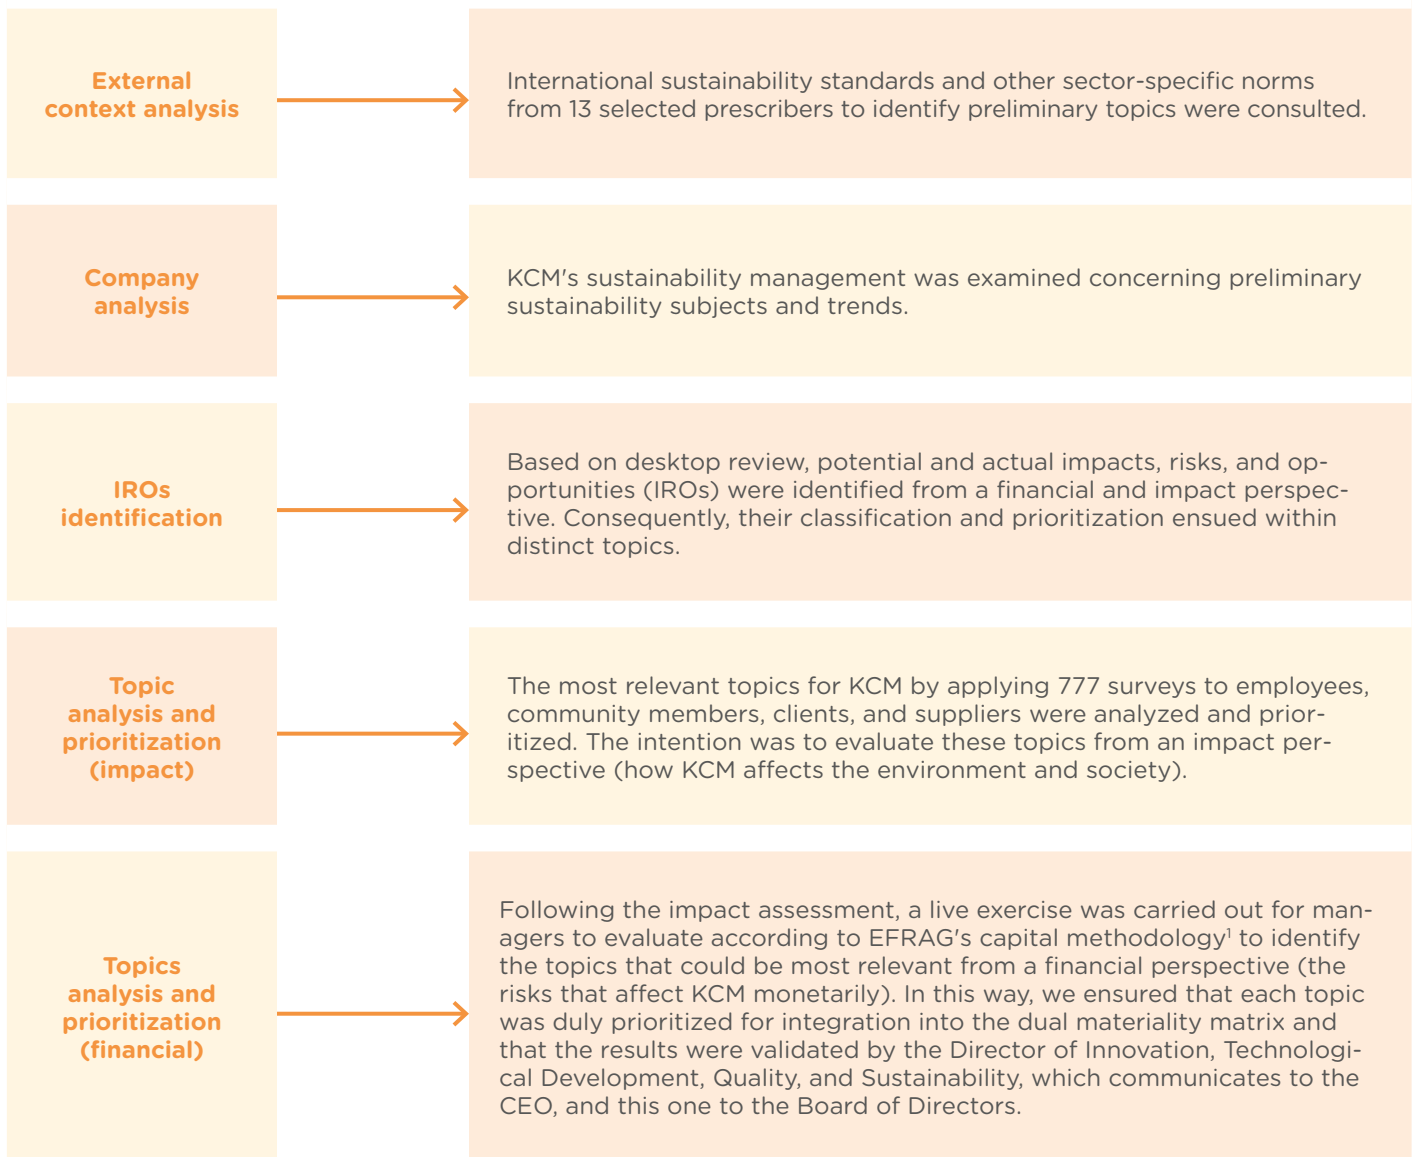 External
context analysis
International sustainability standards and other sector-specific norms
from 13 selected prescribers to identify preliminary topics were consulted.
Company
analysis
KCM's sustainability management was examined concerning preliminary
sustainability subjects and trends.
IROs
identification
Based on desktop review, potential and actual impacts, risks, and op-
portunities (IROs) were identified from a financial and impact perspec-
tive. Consequently, their classification and prioritization ensued within
distinct topics.
Topic
analysis and
prioritization
(impact)
The most relevant topics for KCM by applying 777 surveys to employees,
community members, clients, and suppliers were analyzed and prior-
itized. The intention was to evaluate these topics from an impact per-
spective (how KCM affects the environment and society).
Topics
analysis and
prioritization
(financial)
Following the impact assessment, a live exercise was carried out for man-
agers to evaluate according to EFRAG's capital methodology¹ to identify
the topics that could be most relevant from a financial perspective (the
risks that affect KCM monetarily). In this way, we ensured that each topic
was duly prioritized for integration into the dual materiality matrix and
that the results were validated by the Director of Innovation, Technologi-
cal Development, Quality, and Sustainability, which communicates to the
CEO, and this one to the Board of Directors.